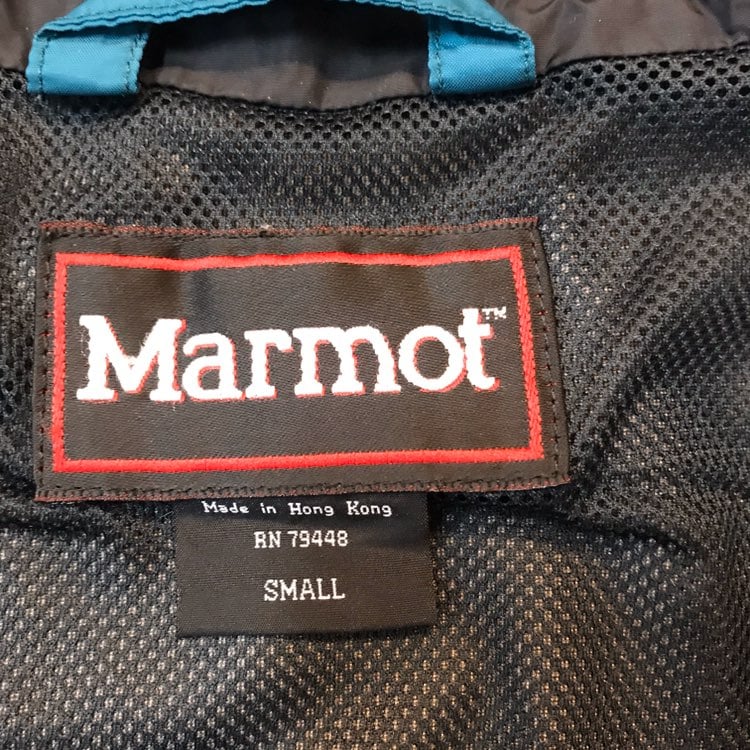 Marmot™
Made in Hong Kong
RN 79448
SMALL